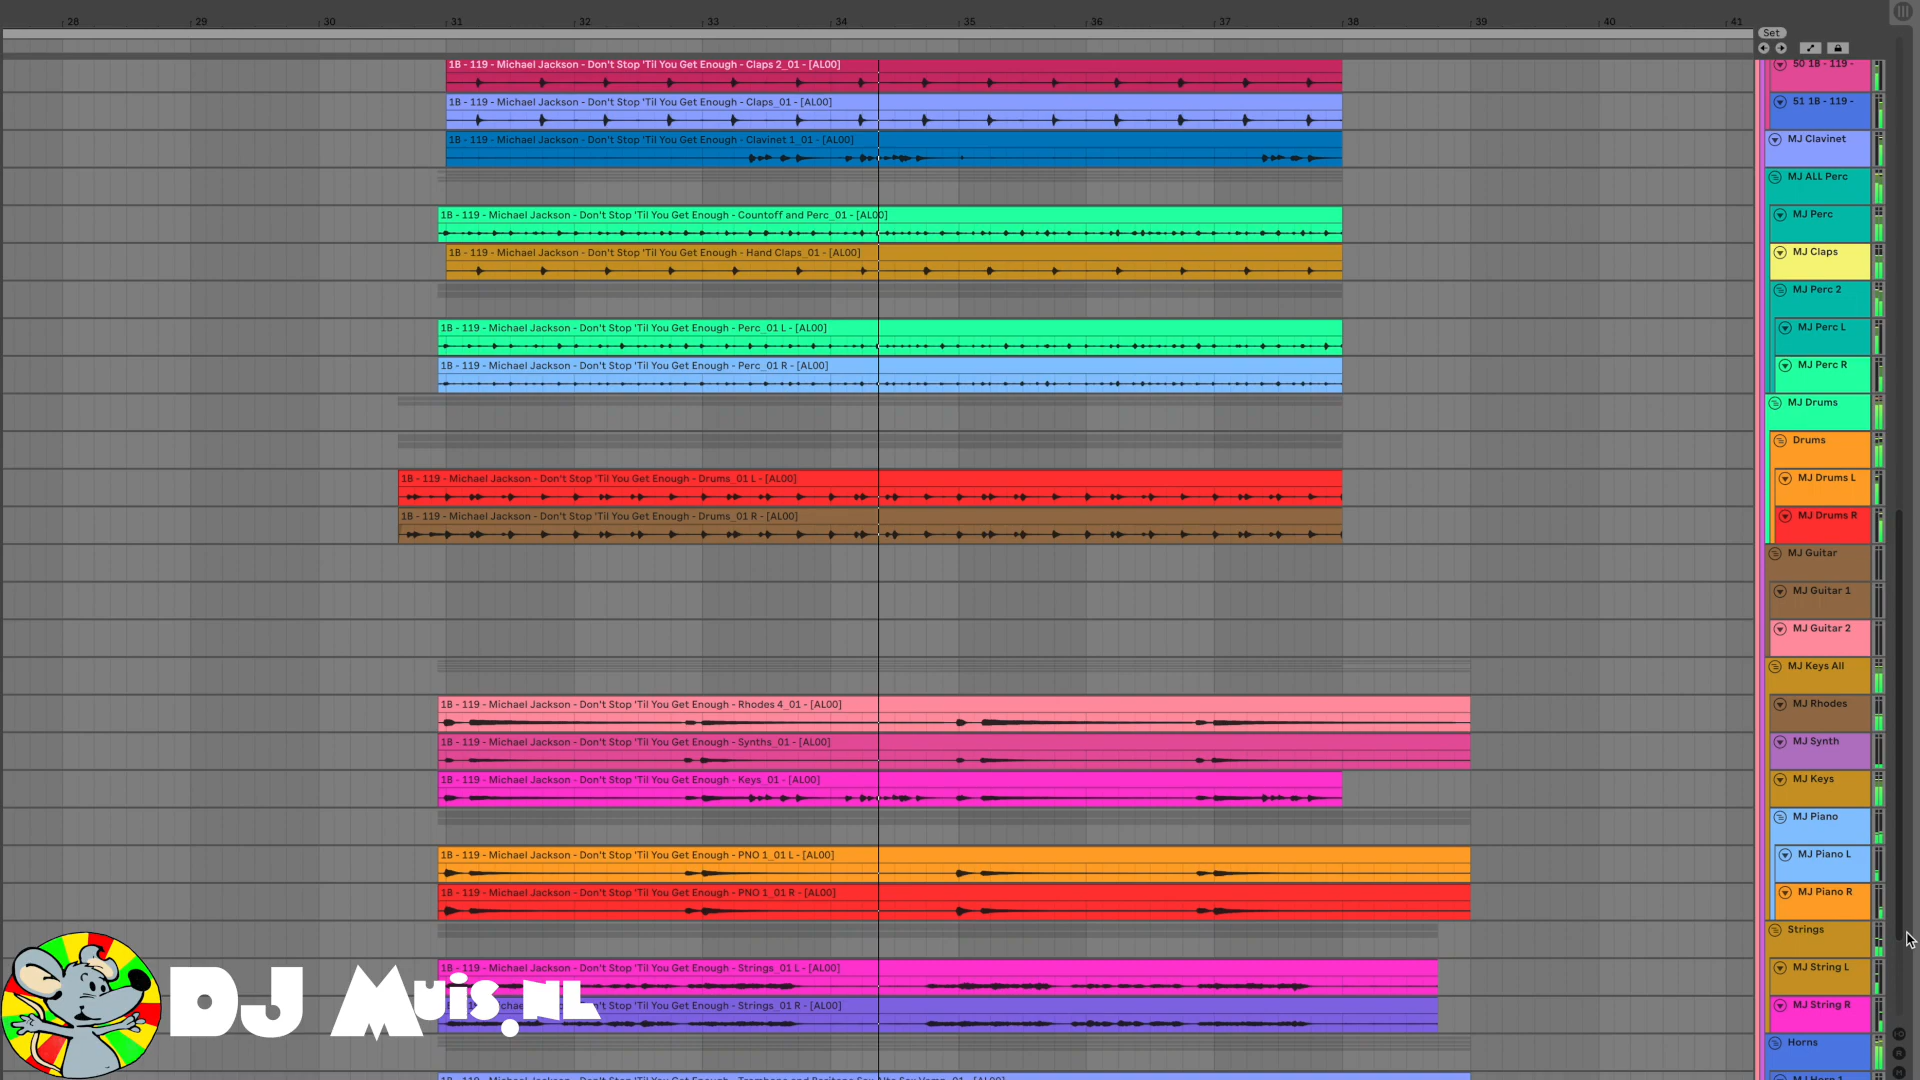 28 29 30 31 32 33 34 35 36 37 38 39 40 41
Set
1B - 119 - Michael Jackson - Don't Stop 'Til You Get Enough - Claps 2_01 - [AL00]
50 1B - 119 -
1B - 119 - Michael Jackson - Don't Stop 'Til You Get Enough - Claps_01 - [AL00]
51 1B - 119 -
1B - 119 - Michael Jackson - Don't Stop 'Til You Get Enough - Clavinet 1_01 - [AL00]
MJ Clavinet
MJ ALL Perc
1B - 119 - Michael Jackson - Don't Stop 'Til You Get Enough - Countoff and Perc_01 - [AL00]
MJ Perc
1B - 119 - Michael Jackson - Don't Stop 'Til You Get Enough - Hand Claps_01 - [AL00]
MJ Claps
MJ Perc 2
1B - 119 - Michael Jackson - Don't Stop 'Til You Get Enough - Perc_01 L - [AL00]
MJ Perc L
1B - 119 - Michael Jackson - Don't Stop 'Til You Get Enough - Perc_01 R - [AL00]
MJ Perc R
MJ Drums
Drums
1B - 119 - Michael Jackson - Don't Stop 'Til You Get Enough - Drums_01 L - [AL00]
MJ Drums L
1B - 119 - Michael Jackson - Don't Stop 'Til You Get Enough - Drums_01 R - [AL00]
MJ Drums R
MJ Guitar
MJ Guitar 1
MJ Guitar 2
MJ Keys All
1B - 119 - Michael Jackson - Don't Stop 'Til You Get Enough - Rhodes 4_01 - [AL00]
MJ Rhodes
1B - 119 - Michael Jackson - Don't Stop 'Til You Get Enough - Synths_01 - [AL00]
MJ Synth
1B - 119 - Michael Jackson - Don't Stop 'Til You Get Enough - Keys_01 - [AL00]
MJ Keys
MJ Piano
1B - 119 - Michael Jackson - Don't Stop 'Til You Get Enough - PNO 1_01 L - [AL00]
MJ Piano L
1B - 119 - Michael Jackson - Don't Stop 'Til You Get Enough - PNO 1_01 R - [AL00]
MJ Piano R
Strings
1B - 119 - Michael Jackson - Don't Stop 'Til You Get Enough - Strings_01 L - [AL00]
MJ String L
Jackson - Don't Stop 'Til You Get Enough - Strings_01 R - [AL00]
MJ String R
DJ Muis.NL
Horns